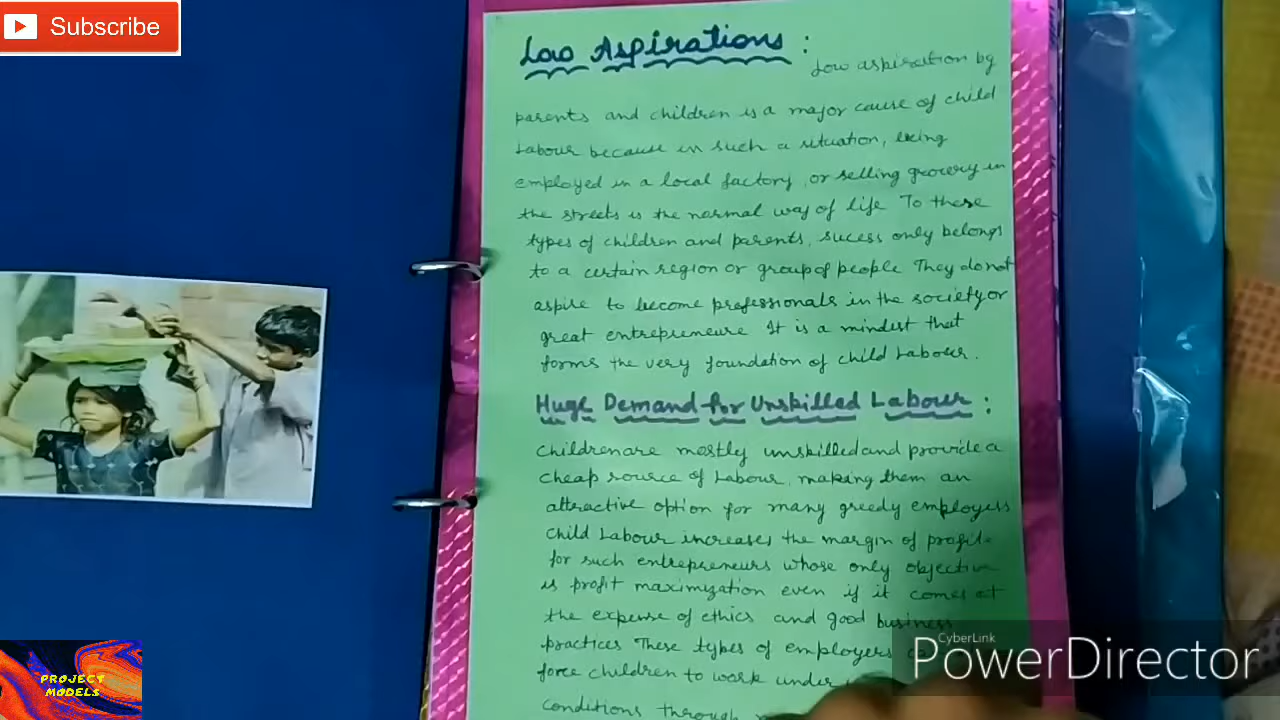 Subscribe
Low Aspirations :
Low aspiration by
parents and children is a major cause of child
Labour because in such a situation, being
employed in a local factory, or selling grocery in
the streets is the normal way of life To these
types of children and parents, sucess only belongs
to a certain region or group of people They do not
aspire to become professionals in the society or
great entrepreneure It is a mindset that
forms the very foundation of child Labour.
Huge Demand for Unskilled Labour :
Children are mostly unskilled and provide a
cheap source of Labour, making them an
attractive option for many greedy employers
Child Labour increases the margin of profit
for such entrepreneurs whose only objective
is profit maximization even if it comes at
the expense of ethics and good business
practices These types of employers
force children to work under
conditions through
CyberLink
PowerDirector
PROJECT
MODELS